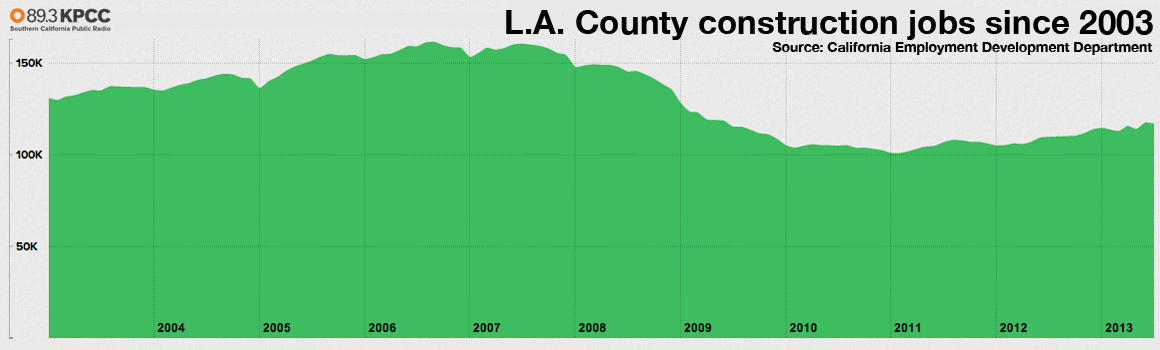 89.3 KPCC
Southern California Public Radio
L.A. County construction jobs since 2003
Source: California Employment Development Department
150K
100K
50K
2004 2005 2006 2007 2008 2009 2010 2011 2012 2013